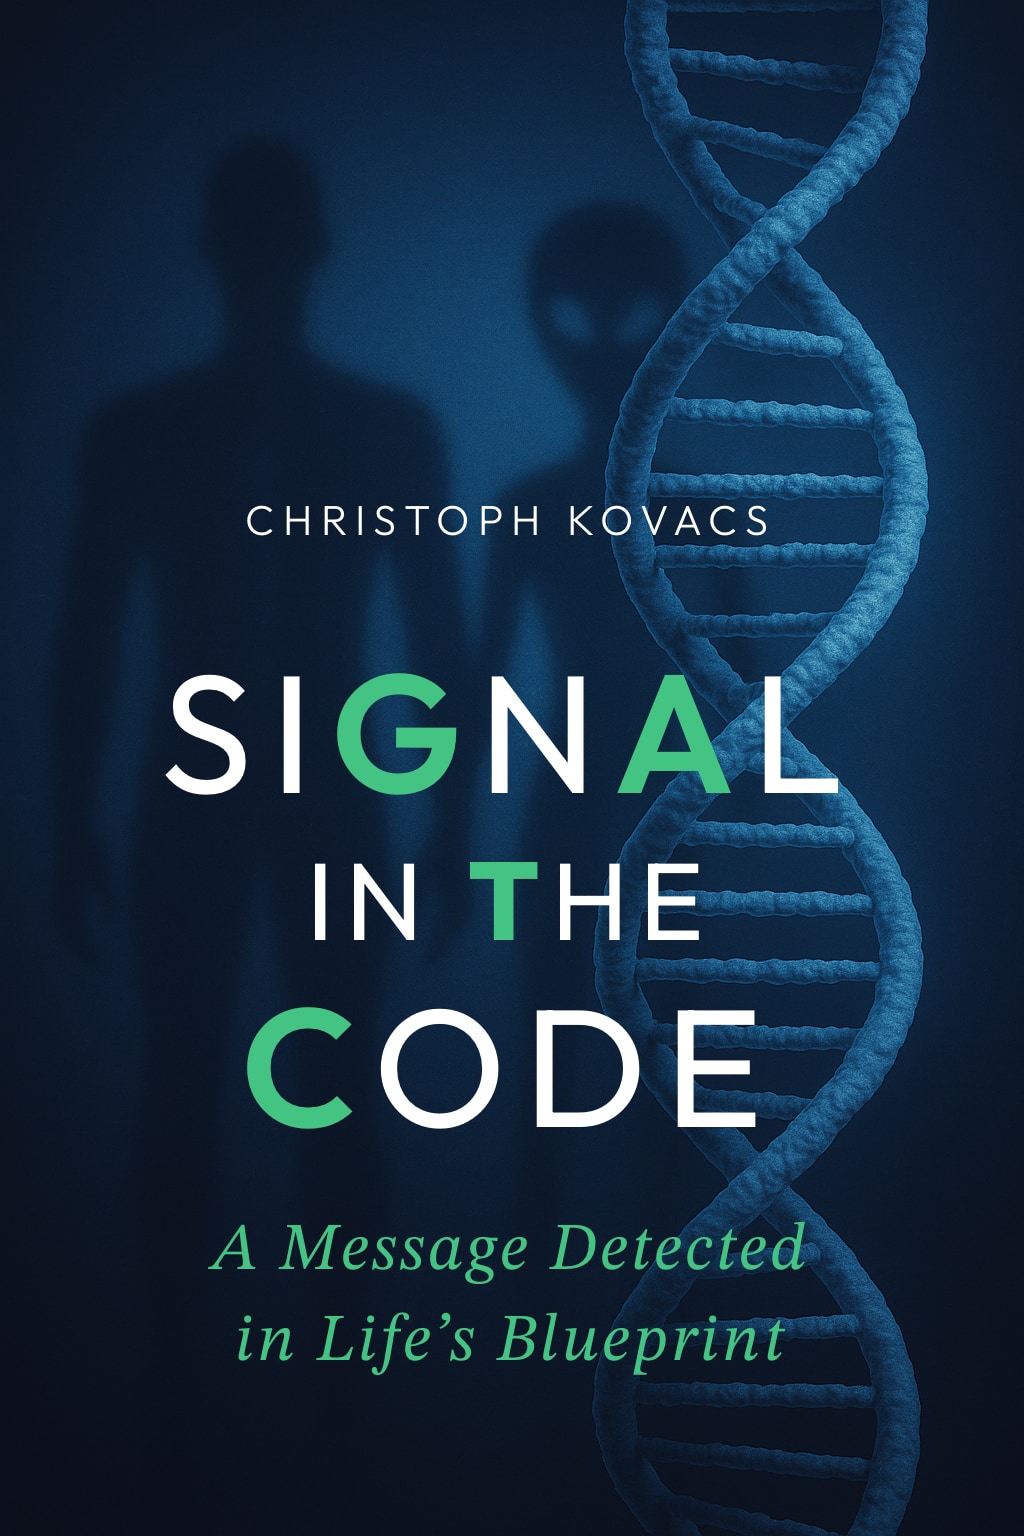 CHRISTOPH KOVACS
SIGNAL
IN THE
CODE
A Message Detected
in Life’s Blueprint